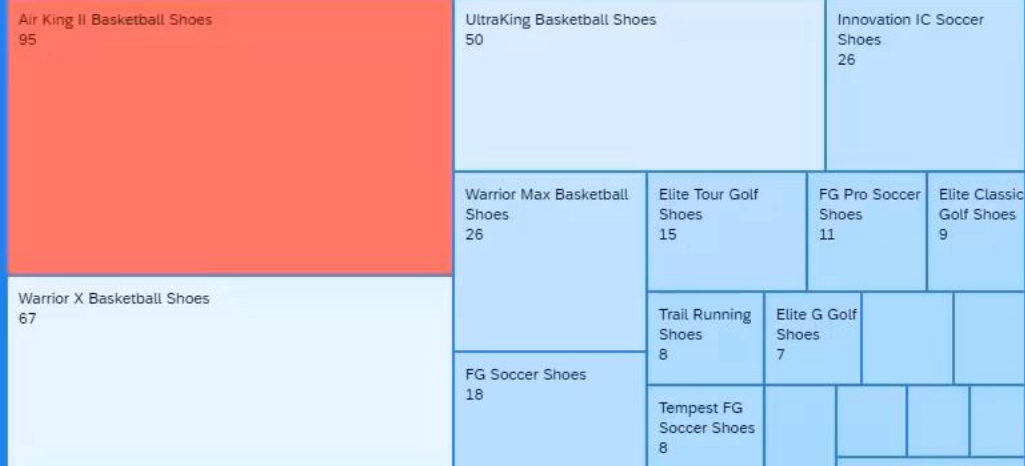 Air King II Basketball Shoes
95
UltraKing Basketball Shoes
50
Innovation IC Soccer
Shoes
26
Warrior Max Basketball
Shoes
26
Elite Tour Golf
Shoes
15
FG Pro Soccer
Shoes
11
Elite Classic
Golf Shoes
9
Warrior X Basketball Shoes
67
Trail Running
Shoes
8
Elite G Golf
Shoes
7
FG Soccer Shoes
18
Tempest FG
Soccer Shoes
8